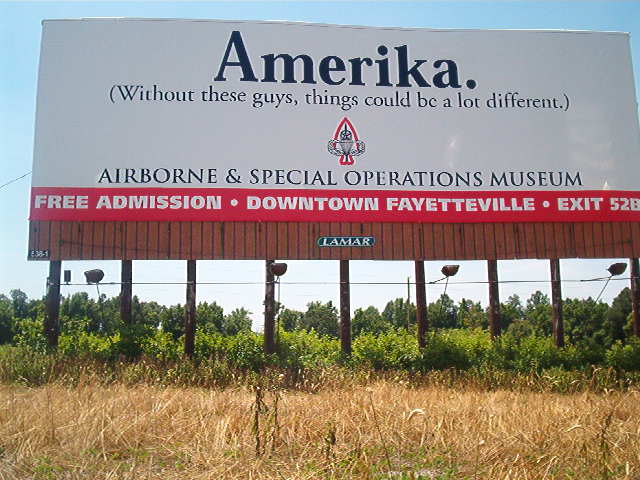 Amerika.
(Without these guys, things could be a lot different.)
AIRBORNE & SPECIAL OPERATIONS MUSEUM
FREE ADMISSION • DOWNTOWN FAYETTEVILLE • EXIT 52B
LAMAR